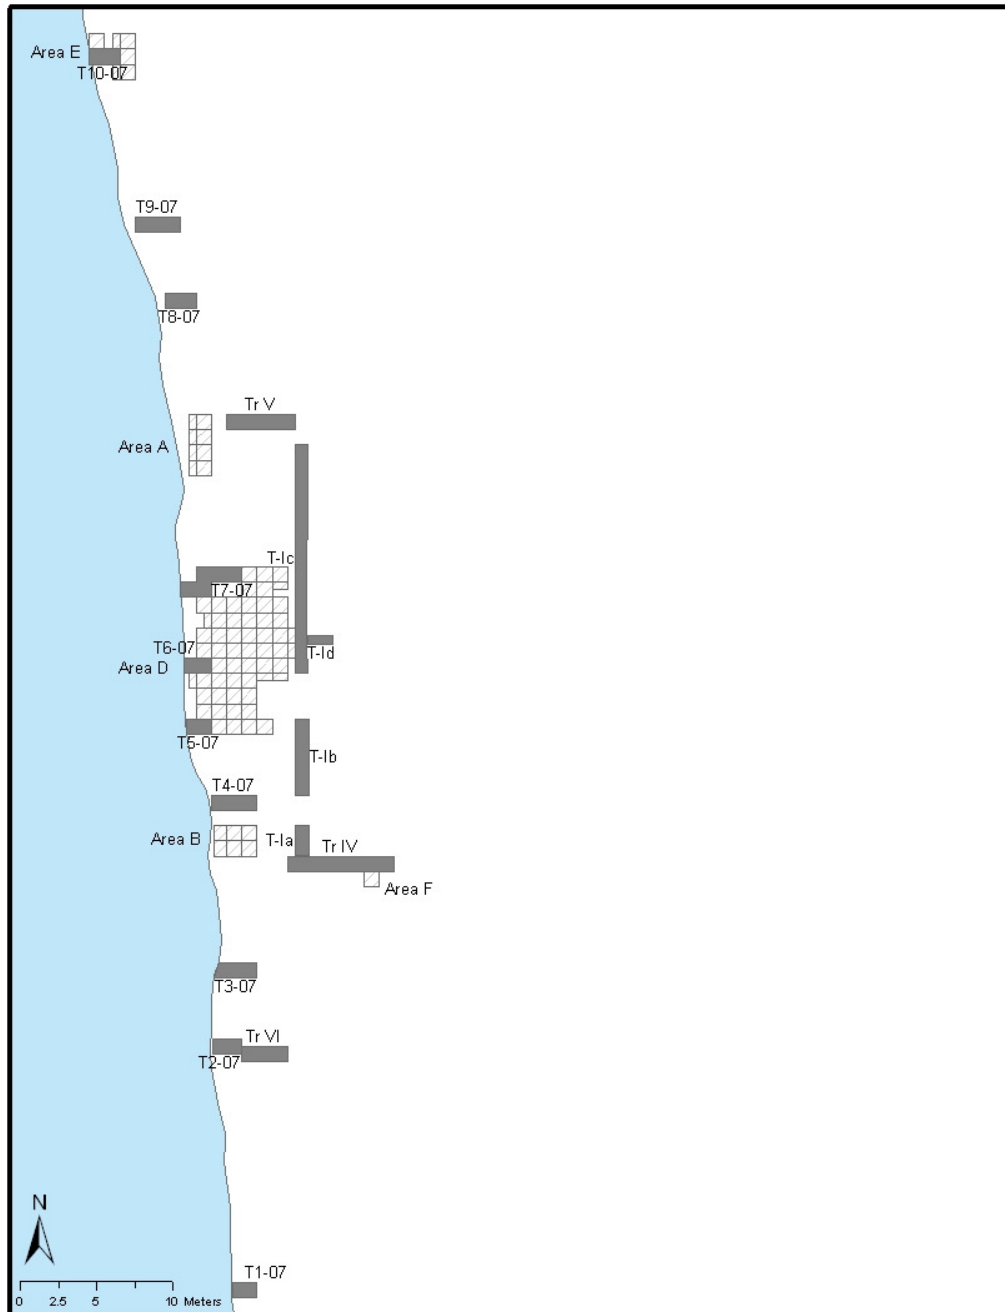 Area E
T10-07
T9-07
T8-07
Tr V
Area A
T-Ic
T7-07
T6-07
T-Id
Area D
T5-07
T-Ib
T4-07
Area B
T-Ia
Tr IV
Area F
T3-07
Tr VI
T2-07
N
T1-07
0 2.5 5 10 Meters